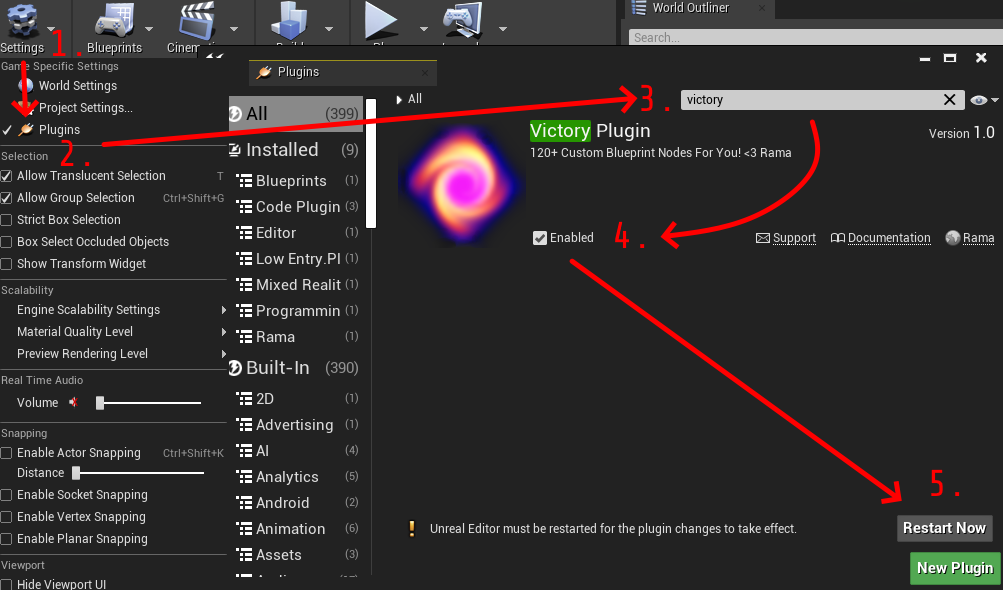 World Outliner
Search...
Settings
Blueprints
1.
Game Specific Settings
World Settings
Project Settings...
Plugins
2.
Selection
Allow Translucent Selection T
Allow Group Selection Ctrl+Shift+G
Strict Box Selection
Box Select Occluded Objects
Show Transform Widget
Scalability
Engine Scalability Settings
Material Quality Level
Preview Rendering Level
Real Time Audio
Volume
Snapping
Enable Actor Snapping Ctrl+Shift+K
Distance
Enable Socket Snapping
Enable Vertex Snapping
Enable Planar Snapping
Viewport
Hide Viewport UI
Plugins
All (399)
Installed (9)
Blueprints (1)
Code Plugin (3)
Editor (1)
Low Entry.Pl (1)
Mixed Realit (1)
Programmin (1)
Rama (1)
Built-In (390)
2D (1)
Advertising (1)
AI (4)
Analytics (5)
Android (2)
Animation (6)
Assets (3)
All
3.
victory
Victory Plugin
Version 1.0
120+ Custom Blueprint Nodes For You! <3 Rama
Enabled
4.
Support Documentation Rama
5.
Unreal Editor must be restarted for the plugin changes to take effect.
Restart Now
New Plugin